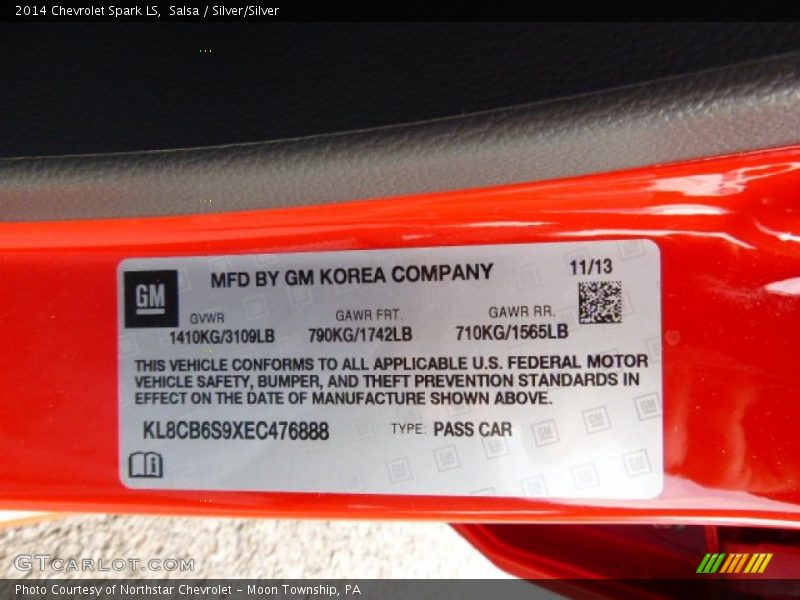 2014 Chevrolet Spark LS, Salsa / Silver/Silver
MFD BY GM KOREA COMPANY
11/13
GM
GVWR
GAWR FRT.
GAWR RR.
1410KG/3109LB
790KG/1742LB
710KG/1565LB
THIS VEHICLE CONFORMS TO ALL APPLICABLE U.S. FEDERAL MOTOR
VEHICLE SAFETY, BUMPER, AND THEFT PREVENTION STANDARDS IN
EFFECT ON THE DATE OF MANUFACTURE SHOWN ABOVE.
KL8CB6S9XEC476888
TYPE: PASS CAR
GTCarLot.com
Photo Courtesy of Northstar Chevrolet - Moon Township, PA